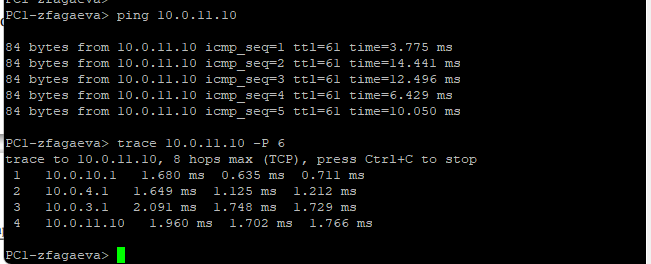 PC1-zfagaeva>
PC1-zfagaeva> ping 10.0.11.10
84 bytes from 10.0.11.10 icmp_seq=1 ttl=61 time=3.775 ms
84 bytes from 10.0.11.10 icmp_seq=2 ttl=61 time=14.441 ms
84 bytes from 10.0.11.10 icmp_seq=3 ttl=61 time=12.496 ms
84 bytes from 10.0.11.10 icmp_seq=4 ttl=61 time=6.429 ms
84 bytes from 10.0.11.10 icmp_seq=5 ttl=61 time=10.050 ms
PC1-zfagaeva> trace 10.0.11.10 -P 6
trace to 10.0.11.10, 8 hops max (TCP), press Ctrl+C to stop
1 10.0.10.1 1.680 ms 0.635 ms 0.711 ms
2 10.0.4.1 1.649 ms 1.125 ms 1.212 ms
3 10.0.3.1 2.091 ms 1.748 ms 1.729 ms
4 10.0.11.10 1.960 ms 1.702 ms 1.766 ms
PC1-zfagaeva>